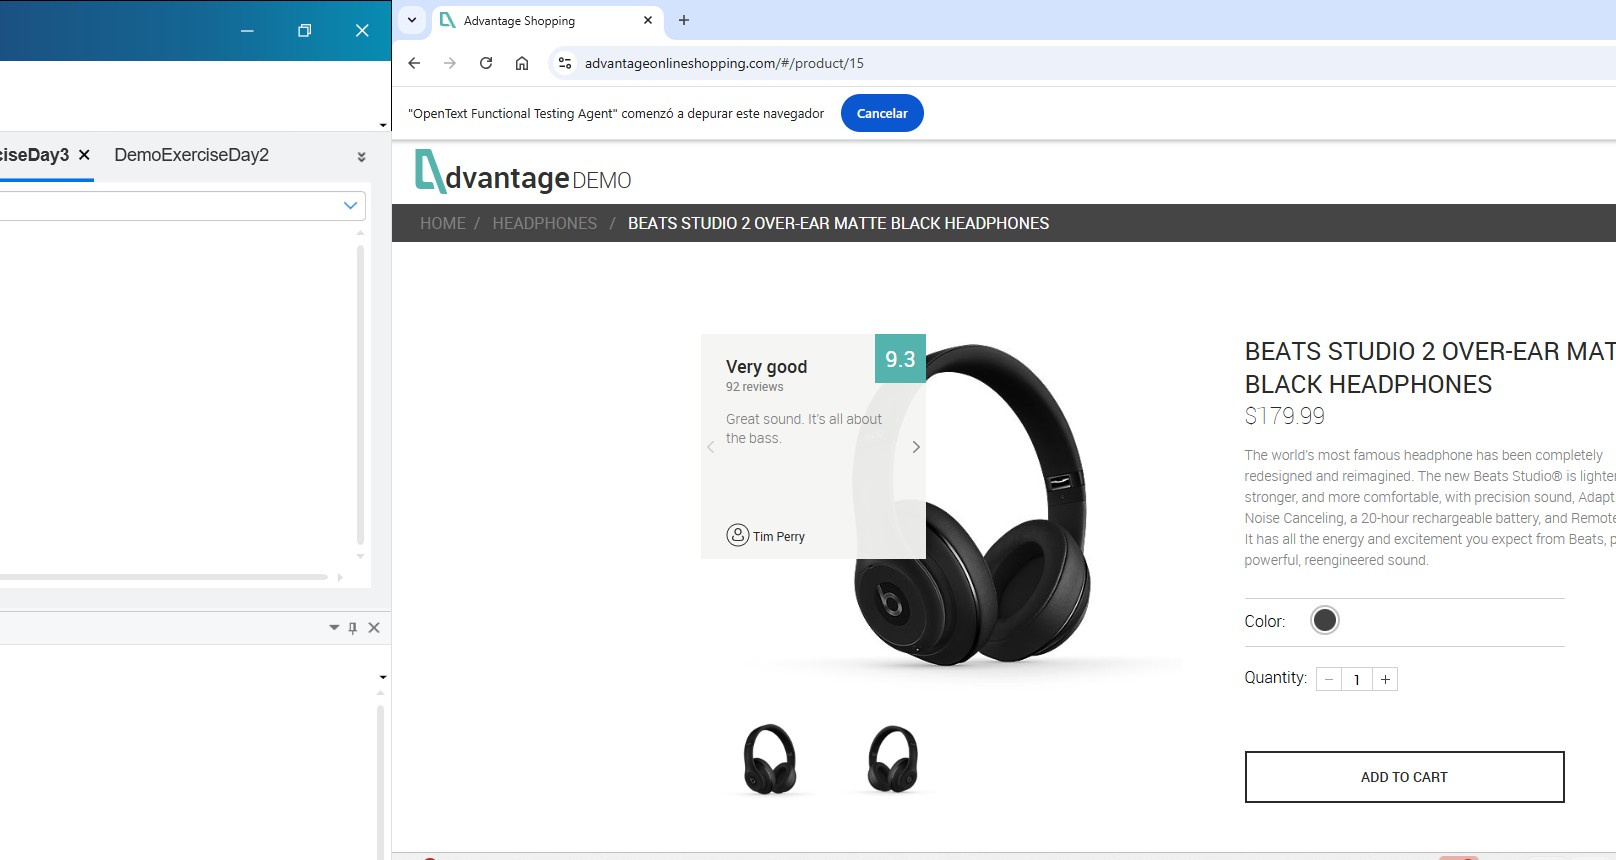 Advantage Shopping
advantageonlineshopping.com/#/product/15
"OpenText Functional Testing Agent" comenzó a depurar este navegador
Cancelar
ciseDay3
DemoExerciseDay2
dvantage DEMO
HOME / HEADPHONES / BEATS STUDIO 2 OVER-EAR MATTE BLACK HEADPHONES
Very good
9.3
92 reviews
Great sound. It's all about
the bass.
Tim Perry
BEATS STUDIO 2 OVER-EAR MAT
BLACK HEADPHONES
$179.99
The world's most famous headphone has been completely
redesigned and reimagined. The new Beats Studio® is lighter
stronger, and more comfortable, with precision sound, Adapt
Noise Canceling, a 20-hour rechargeable battery, and Remote
It has all the energy and excitement you expect from Beats, p
powerful, reengineered sound.
Color:
Quantity: − 1 +
ADD TO CART